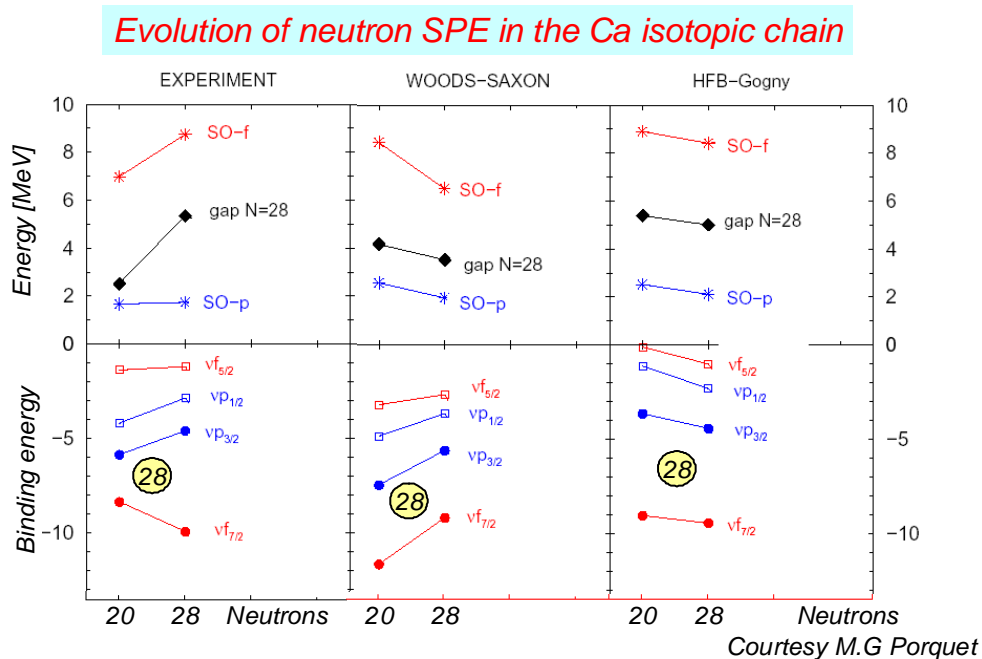 Evolution of neutron SPE in the Ca isotopic chain
EXPERIMENT
WOODS-SAXON
HFB-Gogny
Energy [MeV]
10
8
6
4
2
0
SO-f
gap N=28
SO-p
SO-f
gap N=28
SO-p
SO-f
gap N=28
SO-p
10
8
6
4
2
0
Binding energy
-5
-10
νf5/2
νp1/2
νp3/2
28
νf7/2
νf5/2
νp1/2
νp3/2
28
νf7/2
νf5/2
νp1/2
νp3/2
28
νf7/2
-5
-10
20 28 Neutrons
20 28 Neutrons
20 28 Neutrons
Courtesy M.G Porquet